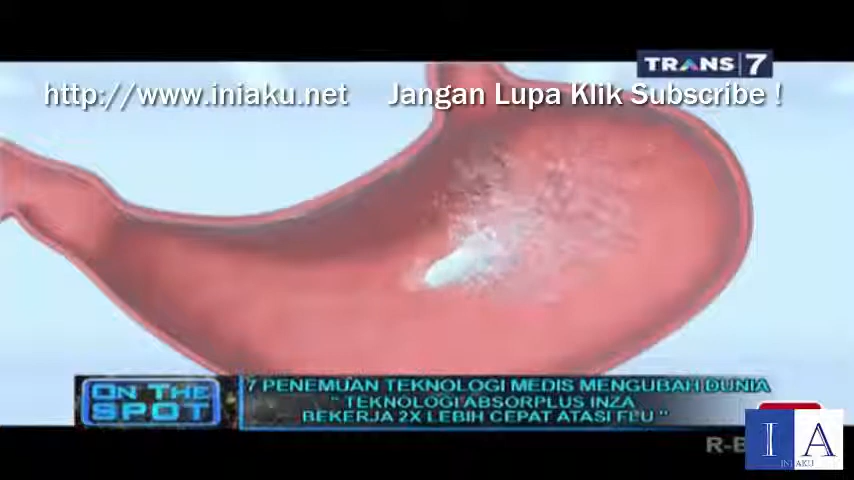 TRANS 7
http://www.iniaku.net Jangan Lupa Klik Subscribe !
ON THE SPOT
7 PENEMUAN TEKNOLOGI MEDIS MENGUBAH DUNIA
" TEKNOLOGI ABSORPLUS INZA
BEKERJA 2X LEBIH CEPAT ATASI FLU "
I A
INIAKU